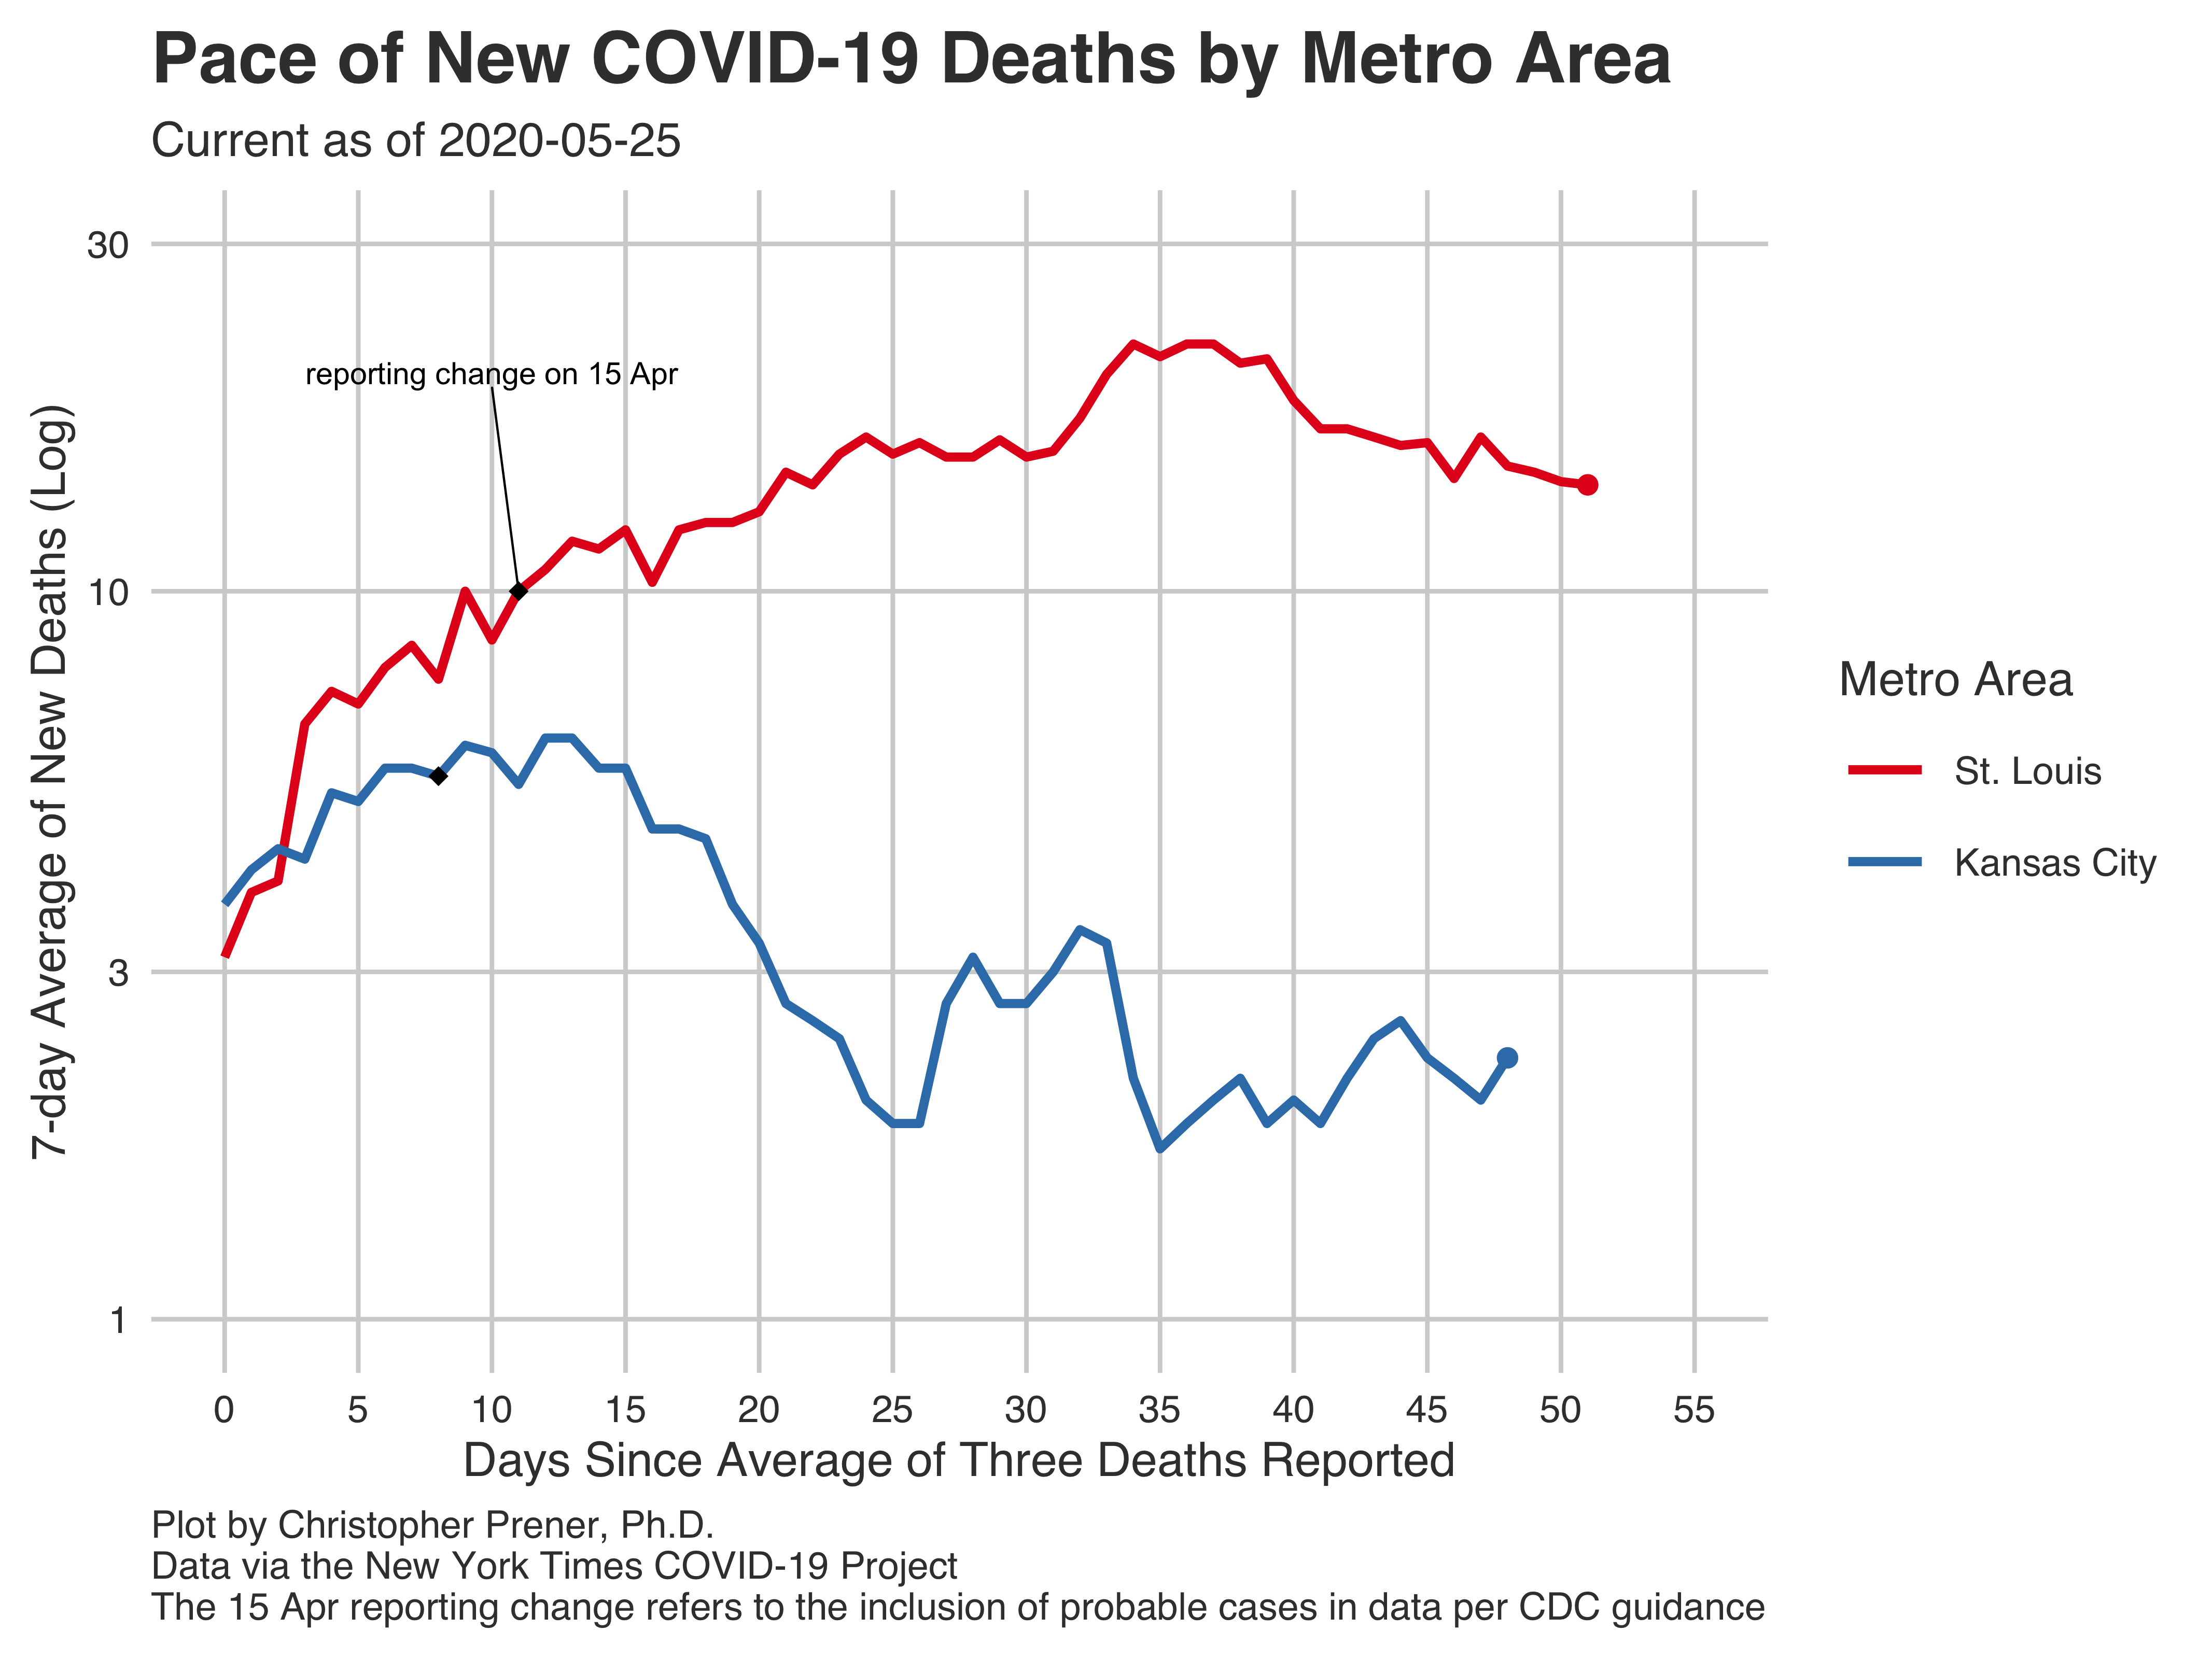 Pace of New COVID-19 Deaths by Metro Area
Current as of 2020-05-25
7-day Average of New Deaths (Log)
30
10
3
1
reporting change on 15 Apr
0 5 10 15 20 25 30 35 40 45 50 55
Days Since Average of Three Deaths Reported
Metro Area
St. Louis
Kansas City
Plot by Christopher Prener, Ph.D.
Data via the New York Times COVID-19 Project
The 15 Apr reporting change refers to the inclusion of probable cases in data per CDC guidance